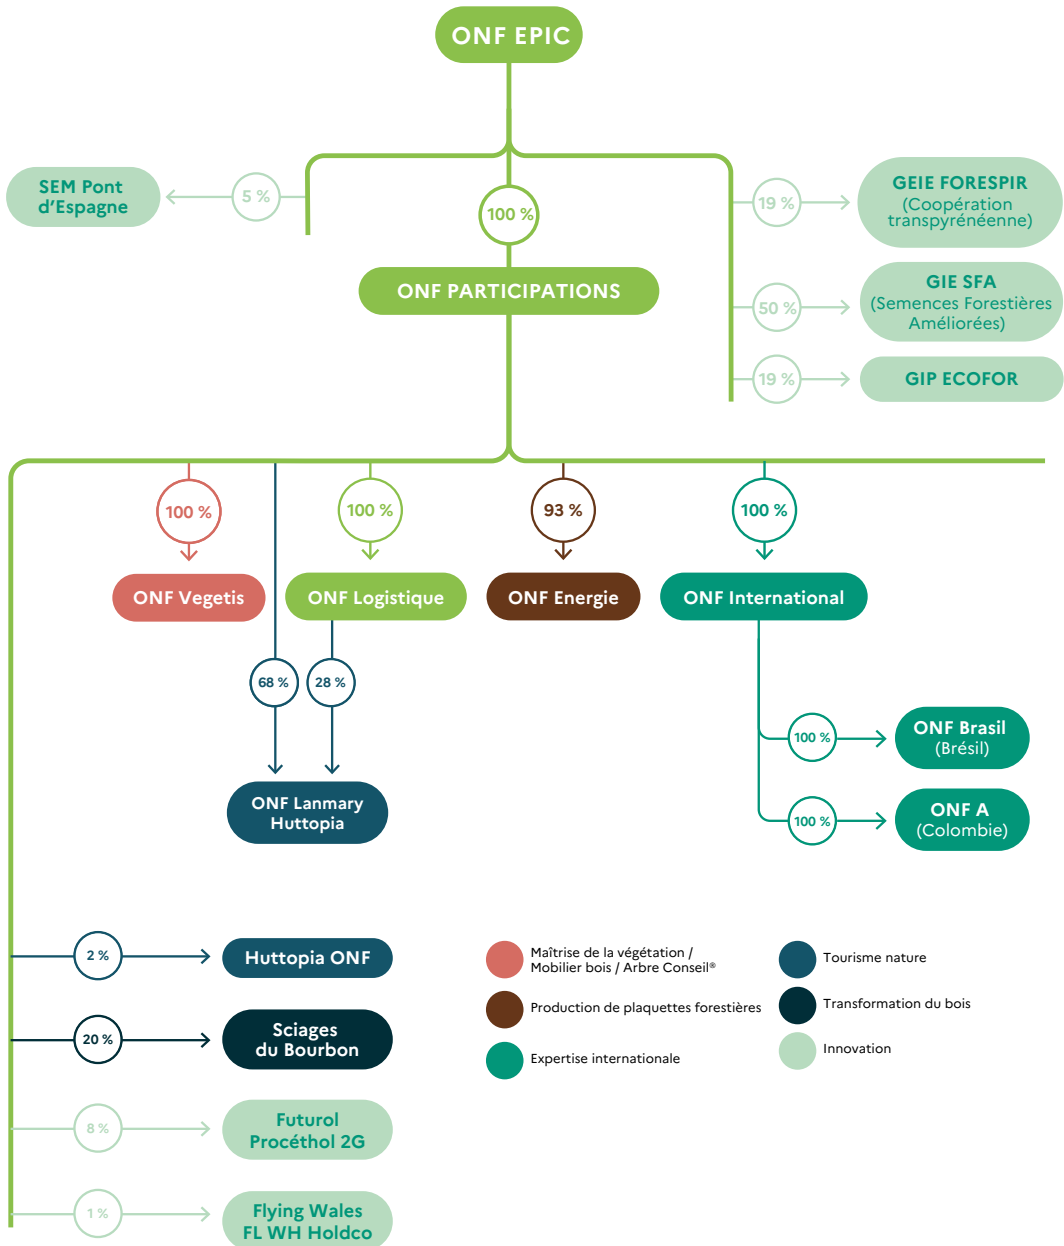 ONF EPIC
SEM Pont
d’Espagne
5 %
100 %
19 %
GEIE FORESPIR
(Coopération
transpyrénéenne)
ONF PARTICIPATIONS
50 %
GIE SFA
(Semences Forestières
Améliorées)
19 %
GIP ECOFOR
100 %
100 %
93 %
100 %
ONF Vegetis
ONF Logistique
ONF Energie
ONF International
68 %
28 %
100 %
ONF Brasil
(Brésil)
ONF Lanmary
Huttopia
100 %
ONF A
(Colombie)
2 %
Huttopia ONF
20 %
Sciages
du Bourbon
8 %
Futurol
Procéthol 2G
1 %
Flying Wales
FL WH Holdco
Maîtrise de la végétation /
Mobilier bois / Arbre Conseil®
Production de plaquettes forestières
Expertise internationale
Tourisme nature
Transformation du bois
Innovation